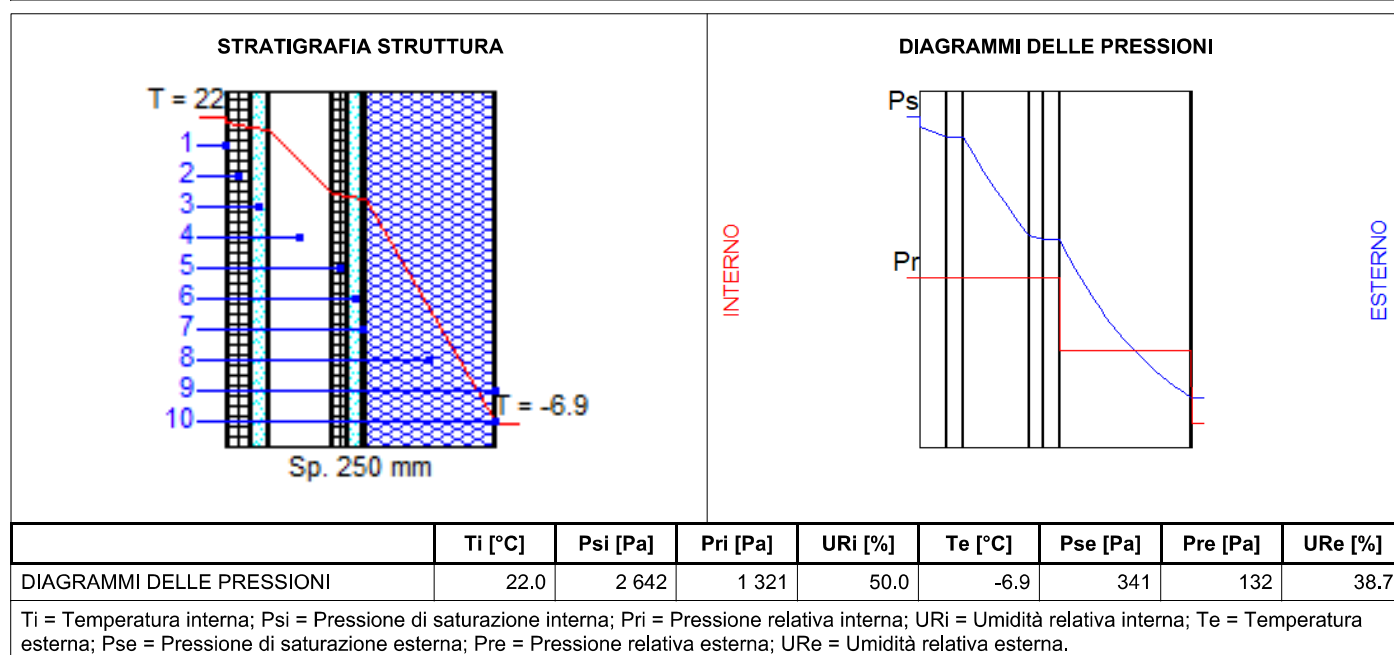 STRATIGRAFIA STRUTTURA
T = 22
1
2
3
4
5
6
7
8
9
10
T = -6.9
Sp. 250 mm
DIAGRAMMI DELLE PRESSIONI
Ps
Pr
INTERNO
ESTERNO
Ti [°C] Psi [Pa] Pri [Pa] URi [%] Te [°C] Pse [Pa] Pre [Pa] URe [%]
DIAGRAMMI DELLE PRESSIONI 22.0 2 642 1 321 50.0 -6.9 341 132 38.7
Ti = Temperatura interna; Psi = Pressione di saturazione interna; Pri = Pressione relativa interna; URi = Umidità relativa interna; Te = Temperatura
esterna; Pse = Pressione di saturazione esterna; Pre = Pressione relativa esterna; URe = Umidità relativa esterna.